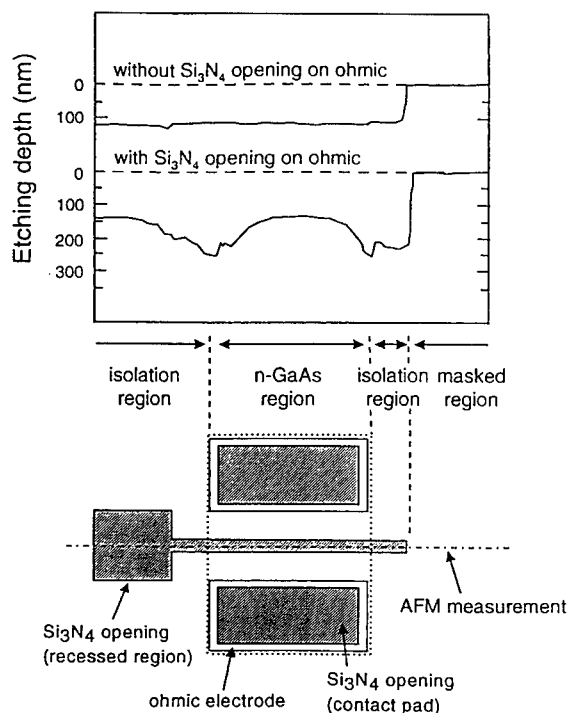 Etching depth (nm)
without Si₃N₄ opening on ohmic
0
100
with Si₃N₄ opening on ohmic
0
100
200
300
isolation region
n-GaAs region
isolation region
masked region
AFM measurement
Si₃N₄ opening
(recessed region)
ohmic electrode
Si₃N₄ opening
(contact pad)